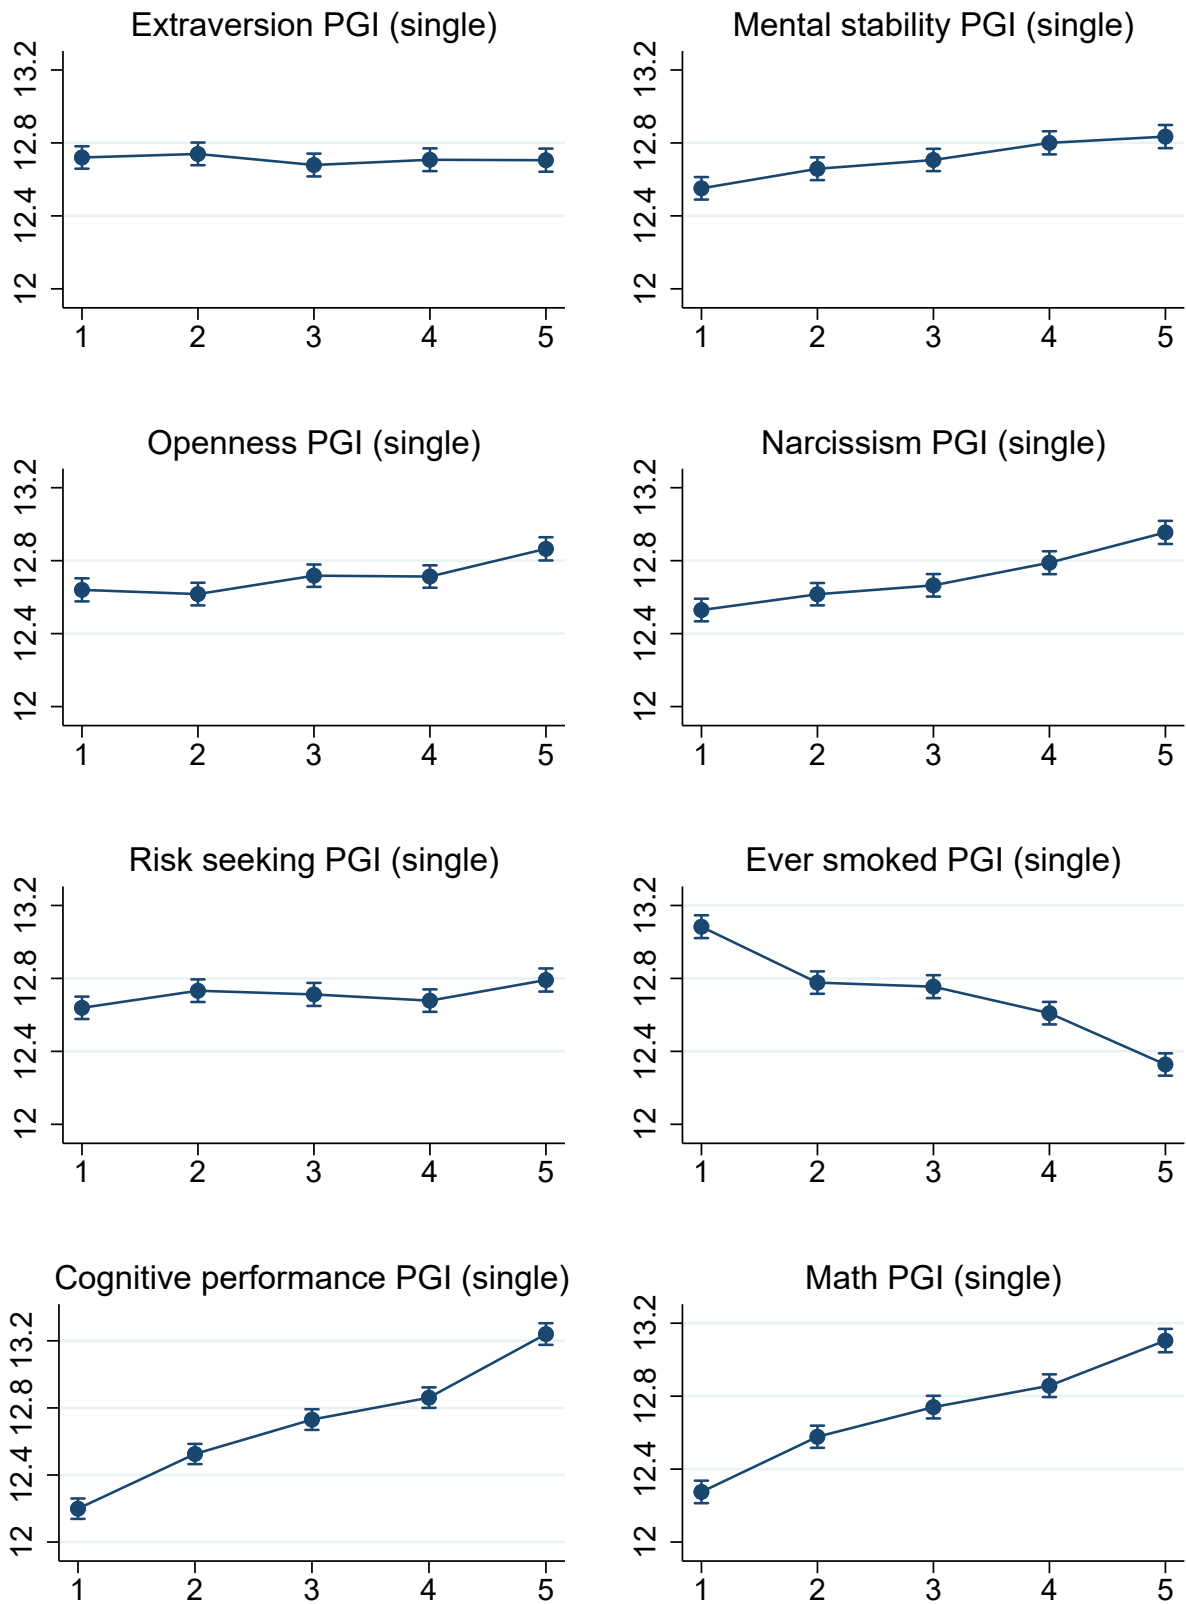 Extraversion PGI (single)
13.2
12.8
12.4
12
1 2 3 4 5
Mental stability PGI (single)
13.2
12.8
12.4
12
1 2 3 4 5
Openness PGI (single)
13.2
12.8
12.4
12
1 2 3 4 5
Narcissism PGI (single)
13.2
12.8
12.4
12
1 2 3 4 5
Risk seeking PGI (single)
13.2
12.8
12.4
12
1 2 3 4 5
Ever smoked PGI (single)
13.2
12.8
12.4
12
1 2 3 4 5
Cognitive performance PGI (single)
13.2
12.8
12.4
12
1 2 3 4 5
Math PGI (single)
13.2
12.8
12.4
12
1 2 3 4 5